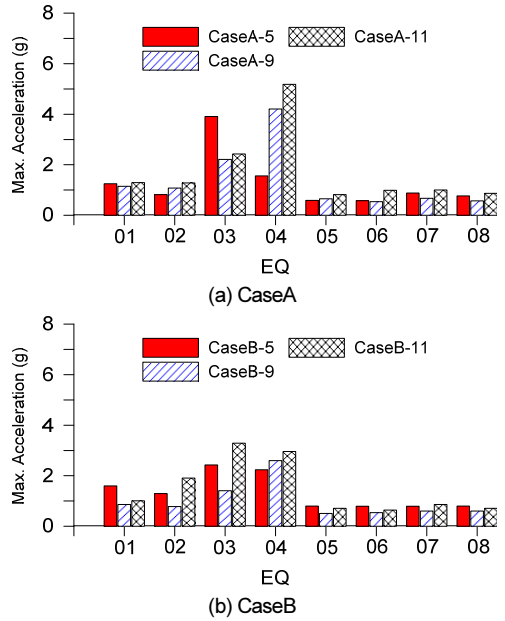 8
6
4
2
0
Max. Acceleration (g)
CaseA-5
CaseA-11
CaseA-9
01 02 03 04 05 06 07 08
EQ
(a) CaseA
8
6
4
2
0
Max. Acceleration (g)
CaseB-5
CaseB-11
CaseB-9
01 02 03 04 05 06 07 08
EQ
(b) CaseB